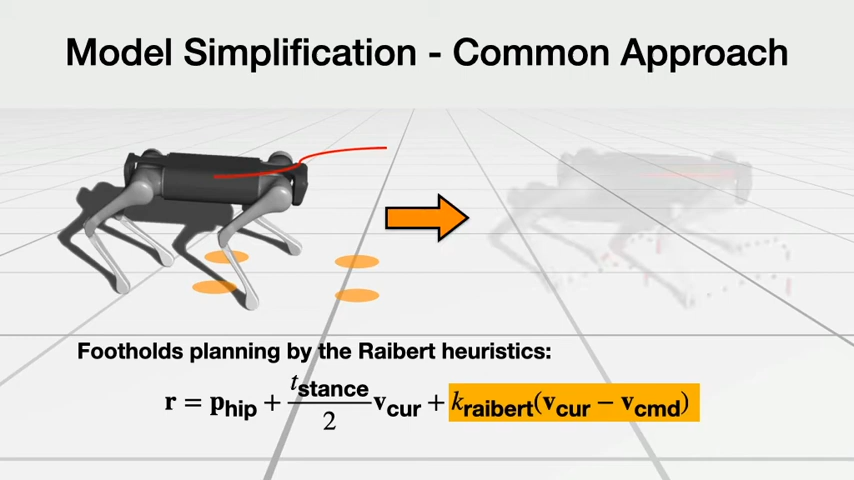 Model Simplification - Common Approach
Footholds planning by the Raibert heuristics:
r = p_hip + t_stance/2 v_cur + k_raibert(v_cur − v_cmd)